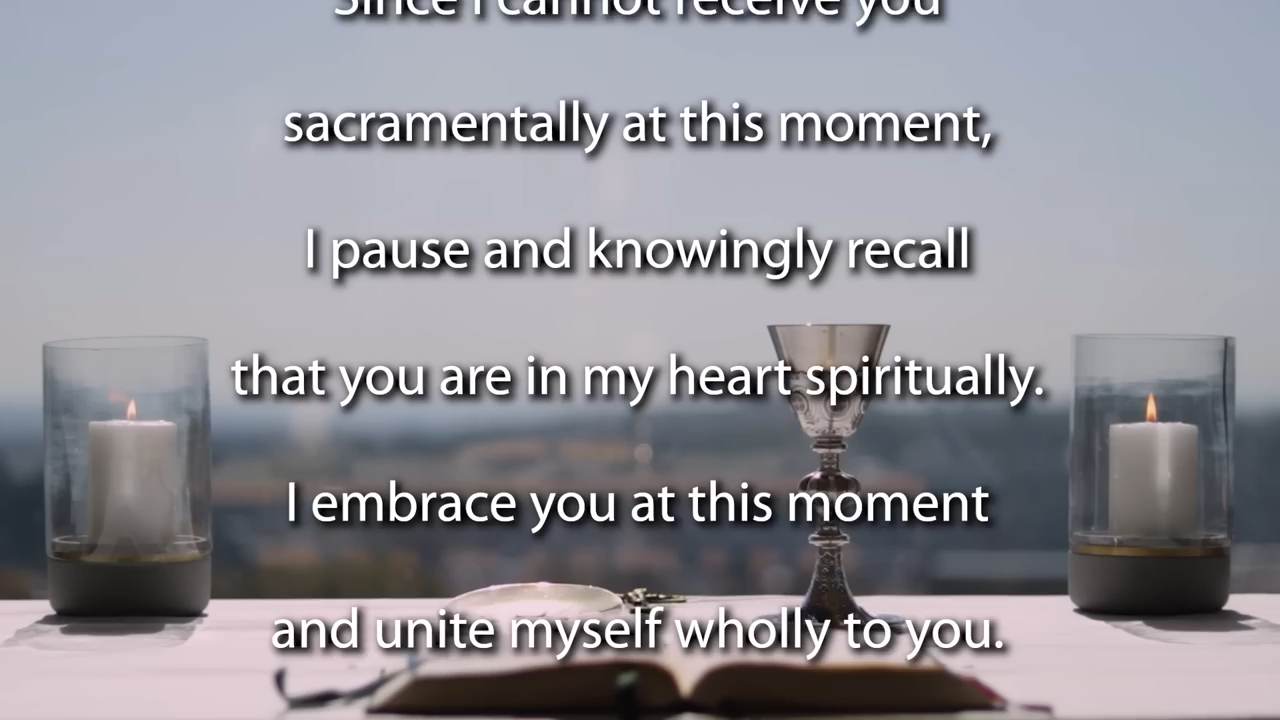 Since I cannot receive you
sacramentally at this moment,
I pause and knowingly recall
that you are in my heart spiritually.
I embrace you at this moment
and unite myself wholly to you.